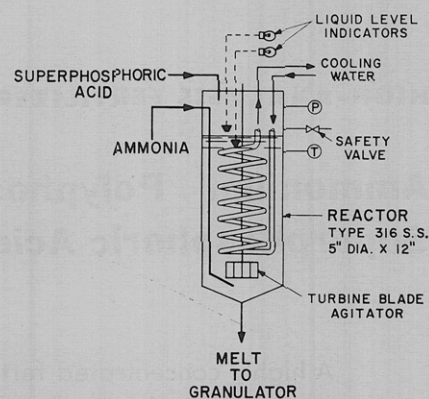 LIQUID LEVEL
INDICATORS
COOLING
WATER
SUPERPHOSPHORIC
ACID
P
AMMONIA
SAFETY
VALVE
T
REACTOR
TYPE 316 S.S.
5" DIA. X 12"
TURBINE BLADE
AGITATOR
MELT
TO
GRANULATOR